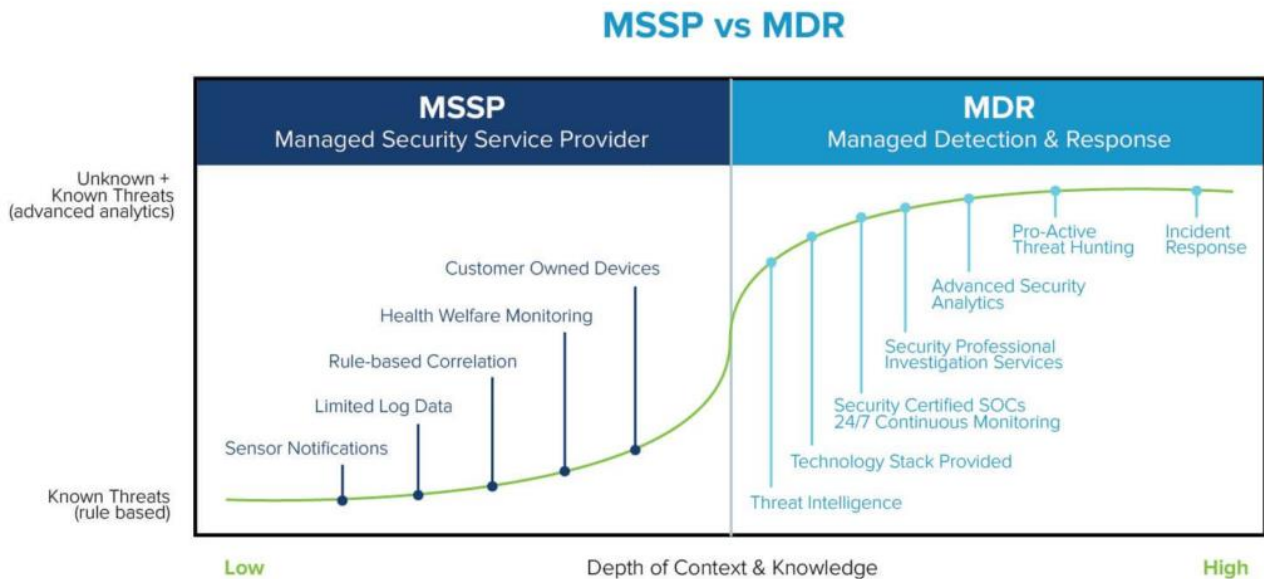 MSSP vs MDR
MSSP
Managed Security Service Provider
MDR
Managed Detection & Response
Unknown +
Known Threats
(advanced analytics)
Customer Owned Devices
Health Welfare Monitoring
Rule-based Correlation
Limited Log Data
Sensor Notifications
Pro-Active
Threat Hunting
Incident
Response
Advanced Security
Analytics
Security Professional
Investigation Services
Security Certified SOCs
24/7 Continuous Monitoring
Technology Stack Provided
Threat Intelligence
Known Threats
(rule based)
Low
Depth of Context & Knowledge
High